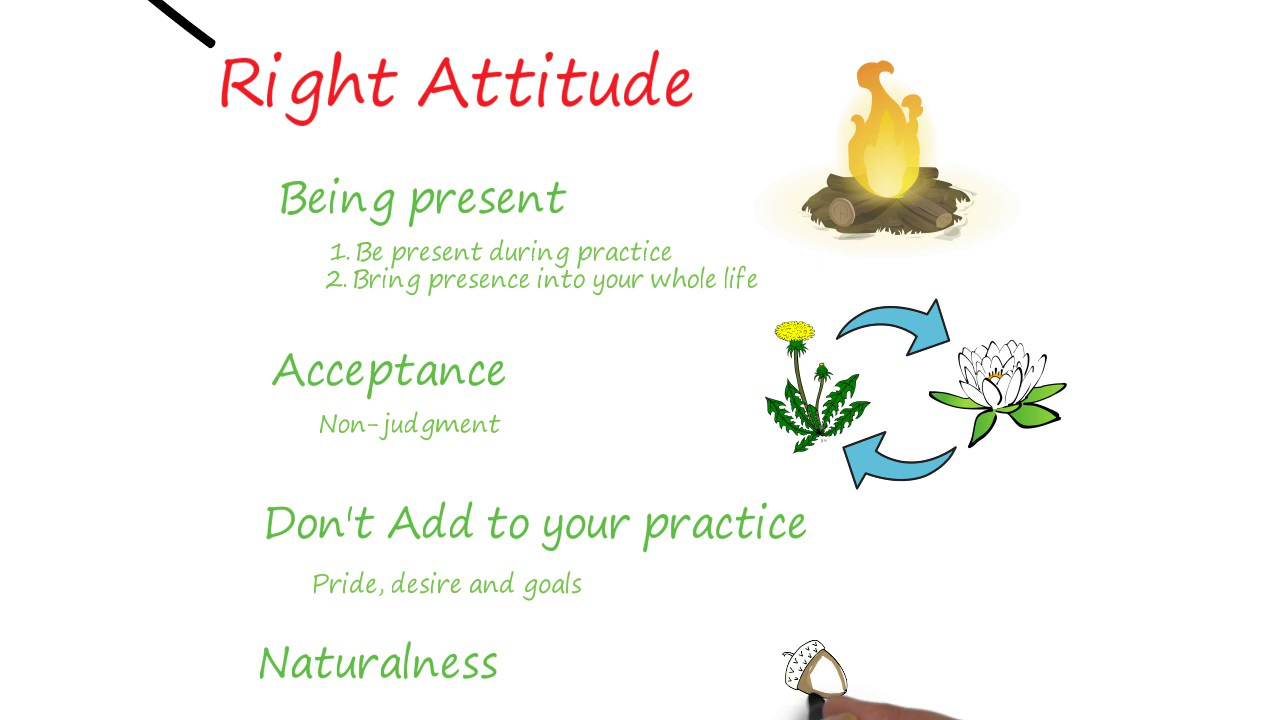 Right Attitude
Being present
1. Be present during practice
2. Bring presence into your whole life
Acceptance
Non-judgment
Don't Add to your practice
Pride, desire and goals
Naturalness